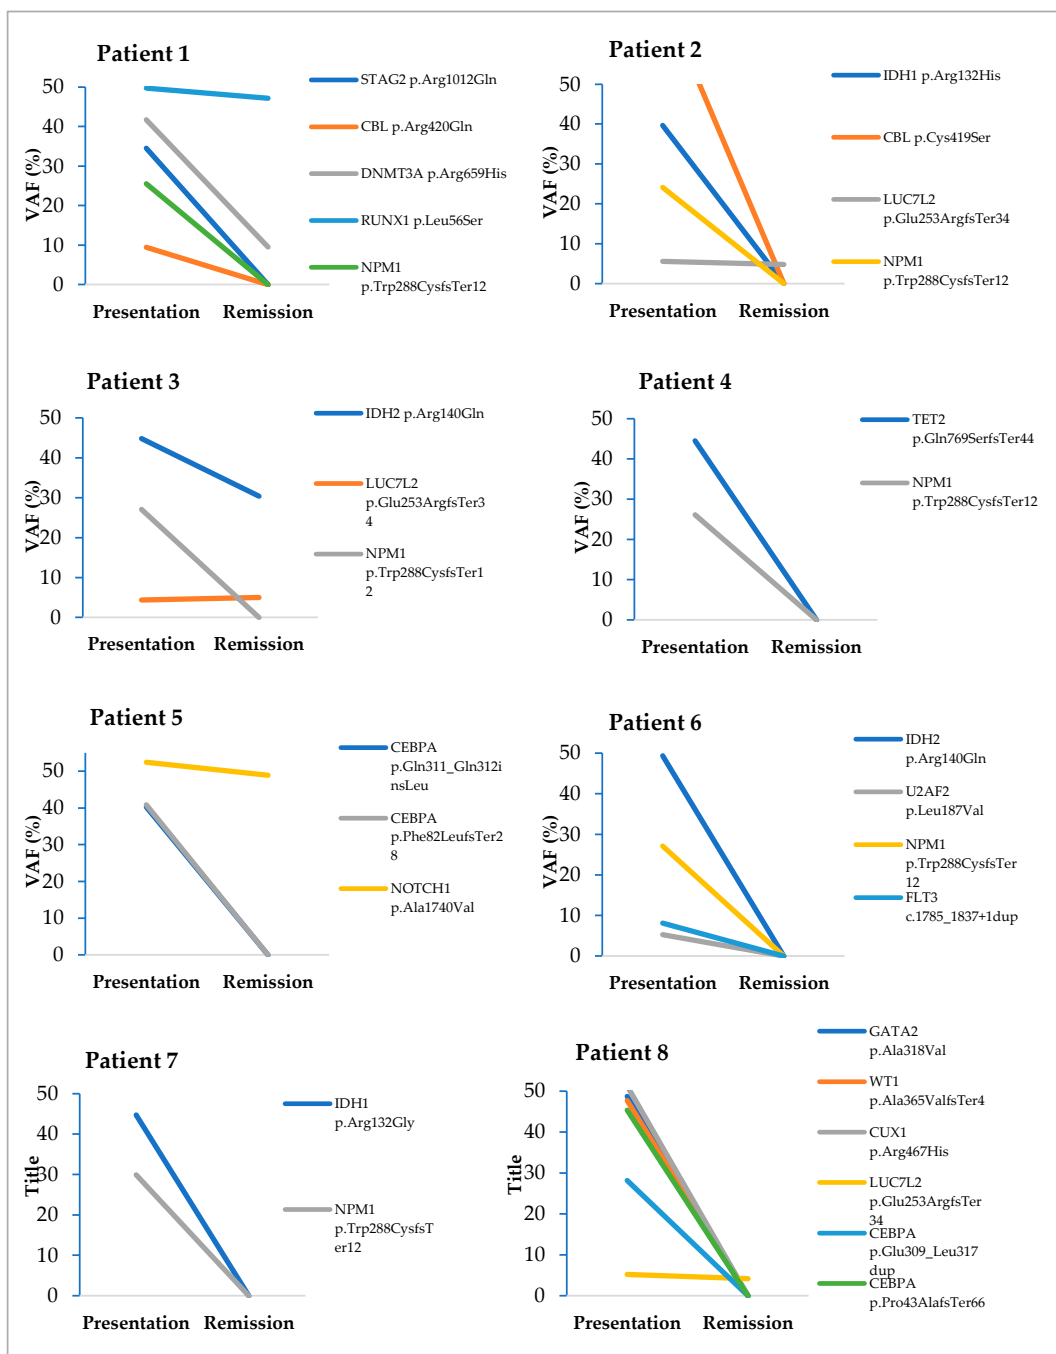 Patient 1
VAF (%)
50
40
30
20
10
0
Presentation Remission
STAG2 p.Arg1012Gln
CBL p.Arg420Gln
DNMT3A p.Arg659His
RUNX1 p.Leu56Ser
NPM1
p.Trp288CysfsTer12
Patient 2
VAF (%)
50
40
30
20
10
0
Presentation Remission
IDH1 p.Arg132His
CBL p.Cys419Ser
LUC7L2
p.Glu253ArgfsTer34
NPM1
p.Trp288CysfsTer12
Patient 3
VAF (%)
50
40
30
20
10
0
Presentation Remission
IDH2 p.Arg140Gln
LUC7L2
p.Glu253ArgfsTer3
4
NPM1
p.Trp288CysfsTer1
2
Patient 4
VAF (%)
50
40
30
20
10
0
Presentation Remission
TET2
p.Gln769SerfsTer44
NPM1
p.Trp288CysfsTer12
Patient 5
VAF (%)
50
40
30
20
10
0
Presentation Remission
CEBPA
p.Gln311_Gln312i
nsLeu
CEBPA
p.Phe82LeufsTer2
8
NOTCH1
p.Ala1740Val
Patient 6
VAF (%)
50
40
30
20
10
0
Presentation Remission
IDH2
p.Arg140Gln
U2AF2
p.Leu187Val
NPM1
p.Trp288CysfsTer
12
FLT3
c.1785_1837+1dup
Patient 7
Title
50
40
30
20
10
0
Presentation Remission
IDH1
p.Arg132Gly
NPM1
p.Trp288CysfsT
er12
Patient 8
Title
50
40
30
20
10
0
Presentation Remission
GATA2
p.Ala318Val
WT1
p.Ala365ValfsTer4
CUX1
p.Arg467His
LUC7L2
p.Glu253ArgfsTer
34
CEBPA
p.Glu309_Leu317
dup
CEBPA
p.Pro43AlafsTer66